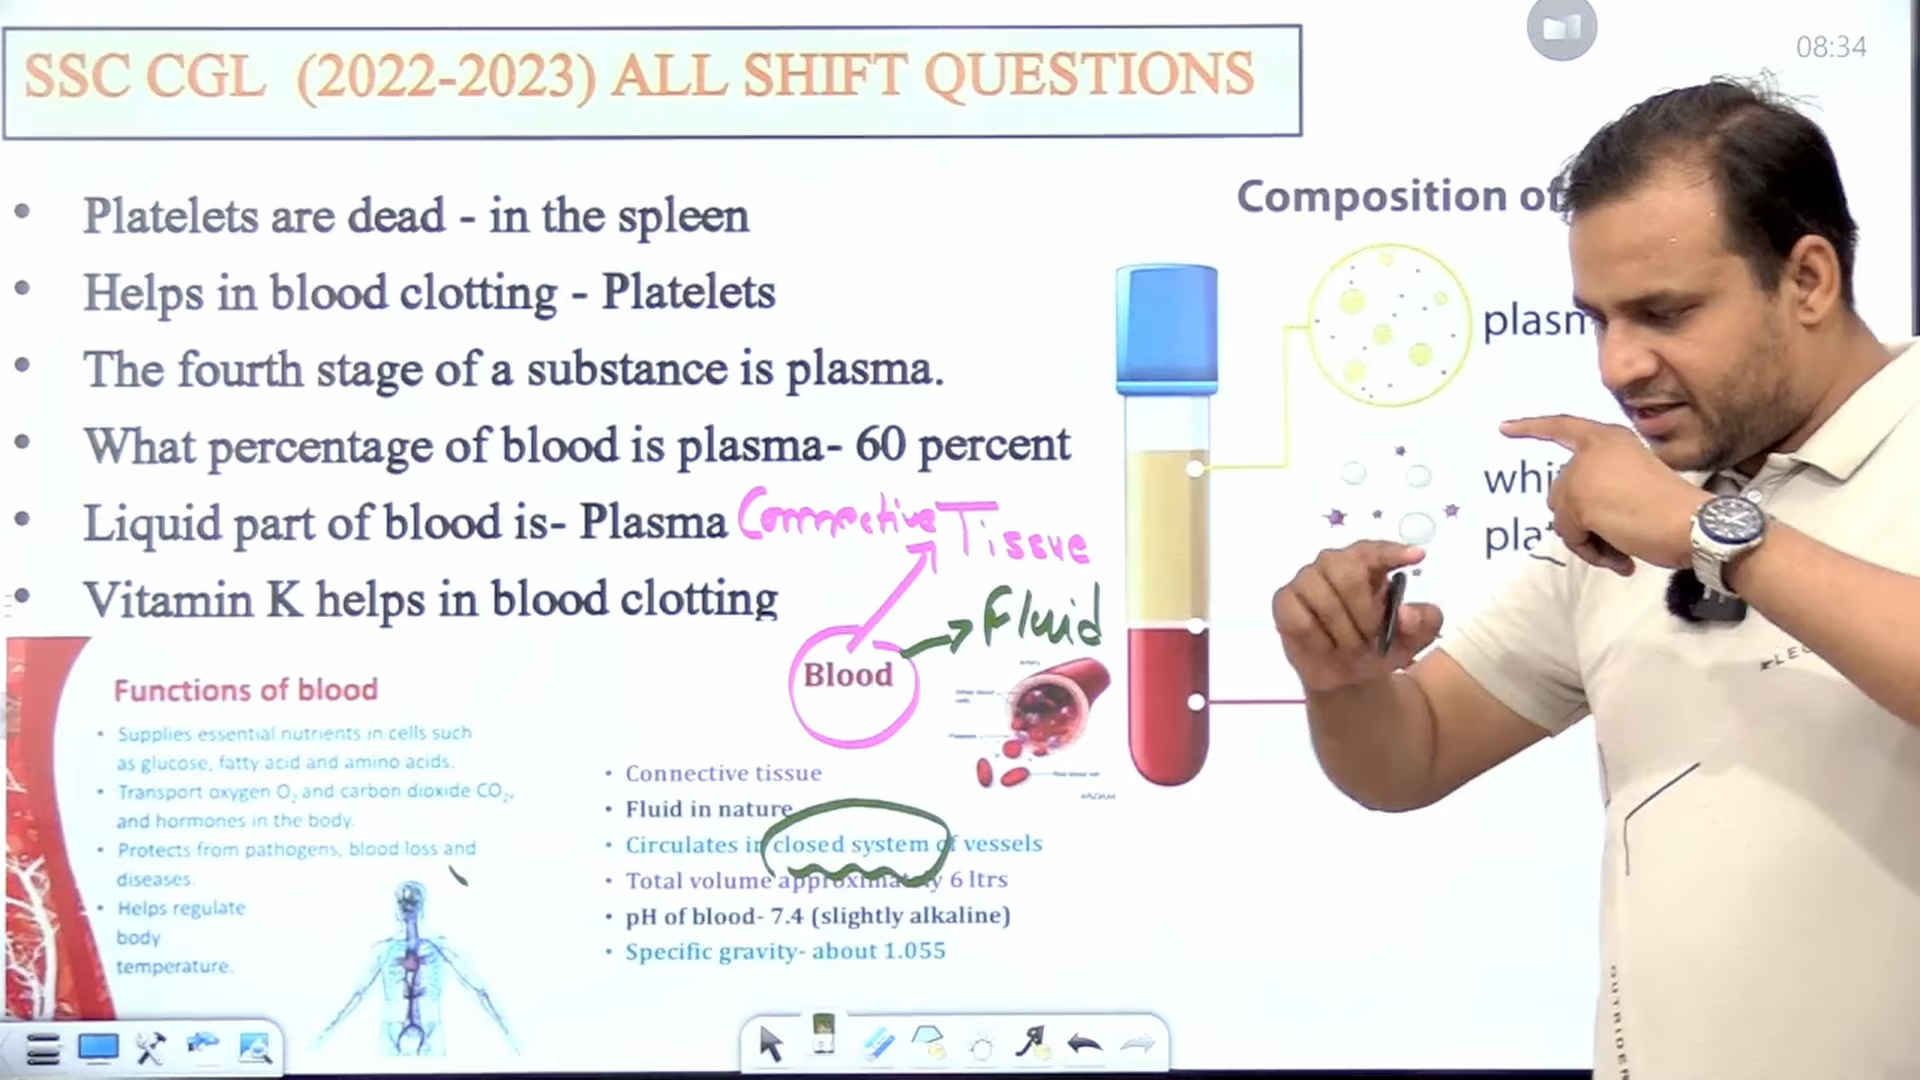 SSC CGL (2022-2023) ALL SHIFT QUESTIONS
08:34
• Platelets are dead - in the spleen
• Helps in blood clotting - Platelets
• The fourth stage of a substance is plasma.
• What percentage of blood is plasma- 60 percent
• Liquid part of blood is- Plasma
• Vitamin K helps in blood clotting
Connective Tissue
Fluid
Blood
Composition of
plasm
whi
pla
Functions of blood
• Supplies essential nutrients in cells such
as glucose, fatty acid and amino acids.
• Transport oxygen O₂ and carbon dioxide CO₂,
and hormones in the body.
• Protects from pathogens, blood loss and
diseases.
• Helps regulate
body
temperature.
• Connective tissue
• Fluid in nature
• Circulates in closed system of vessels
• Total volume approximately 6 ltrs
• pH of blood- 7.4 (slightly alkaline)
• Specific gravity- about 1.055